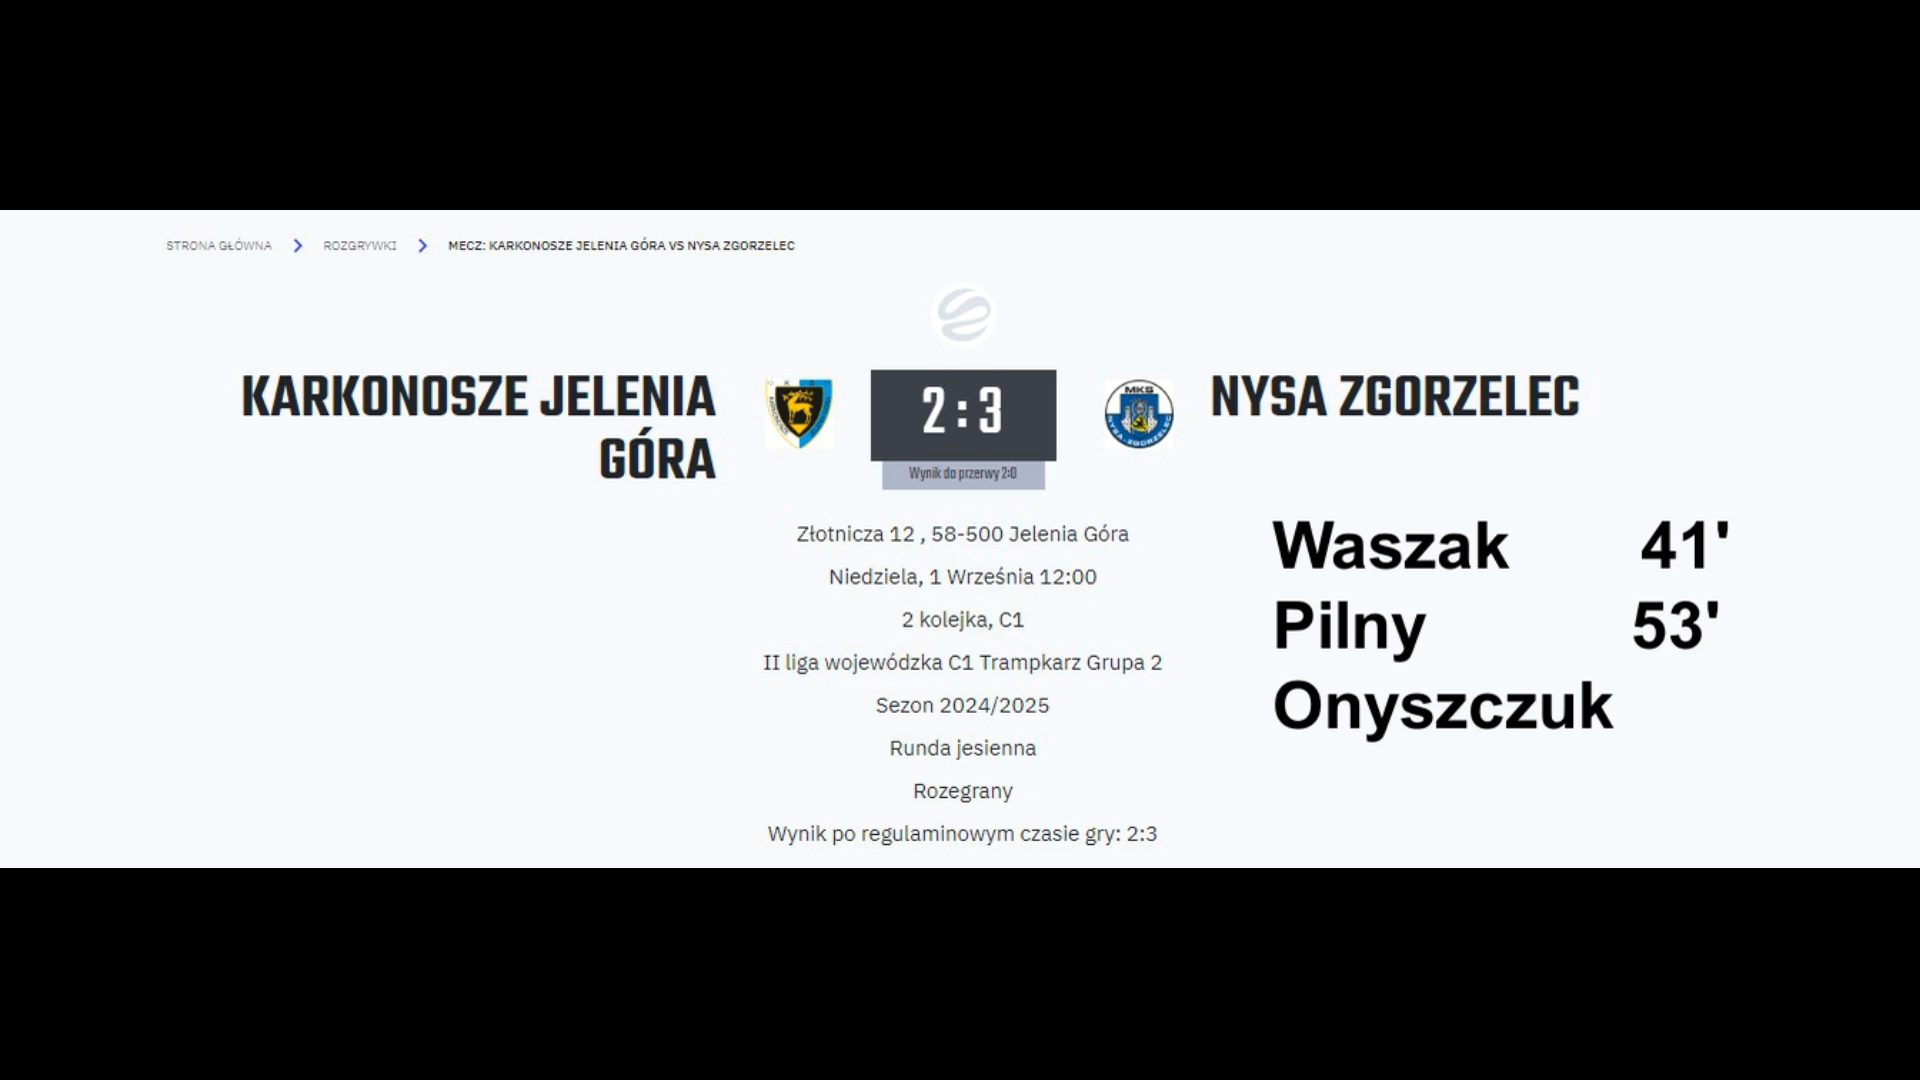 STRONA GŁÓWNA > ROZGRYWKI > MECZ: KARKONOSZE JELENIA GÓRA VS NYSA ZGORZELEC
KARKONOSZE JELENIA
GÓRA
2 : 3
Wynik do przerwy 2:0
MKS
NYSA-ZGORZELEC
NYSA ZGORZELEC
Złotnicza 12 , 58-500 Jelenia Góra
Niedziela, 1 Września 12:00
2 kolejka, C1
II liga wojewódzka C1 Trampkarz Grupa 2
Sezon 2024/2025
Runda jesienna
Rozegrany
Wynik po regulaminowym czasie gry: 2:3
Waszak 41'
Pilny 53'
Onyszczuk